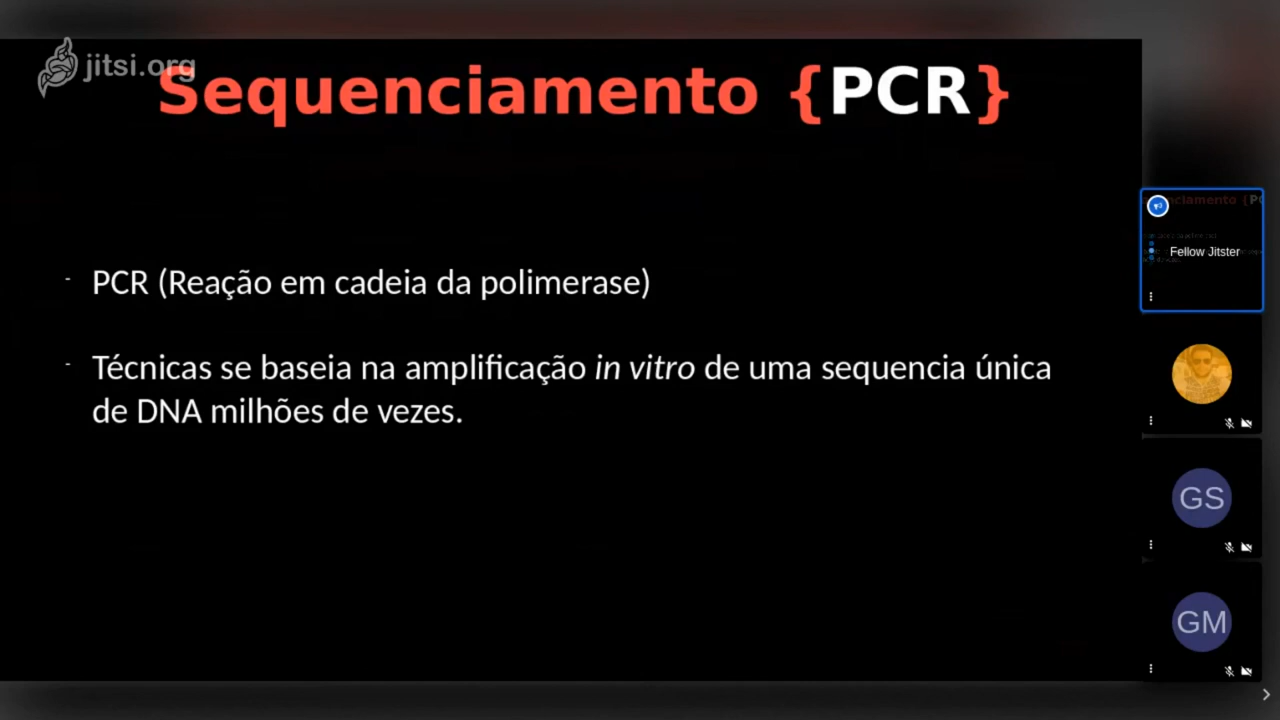 jitsi.org
Sequenciamento {PCR}
- PCR (Reação em cadeia da polimerase)
- Técnicas se baseia na amplificação in vitro de uma sequencia única
de DNA milhões de vezes.
Fellow Jitster
GS
GM